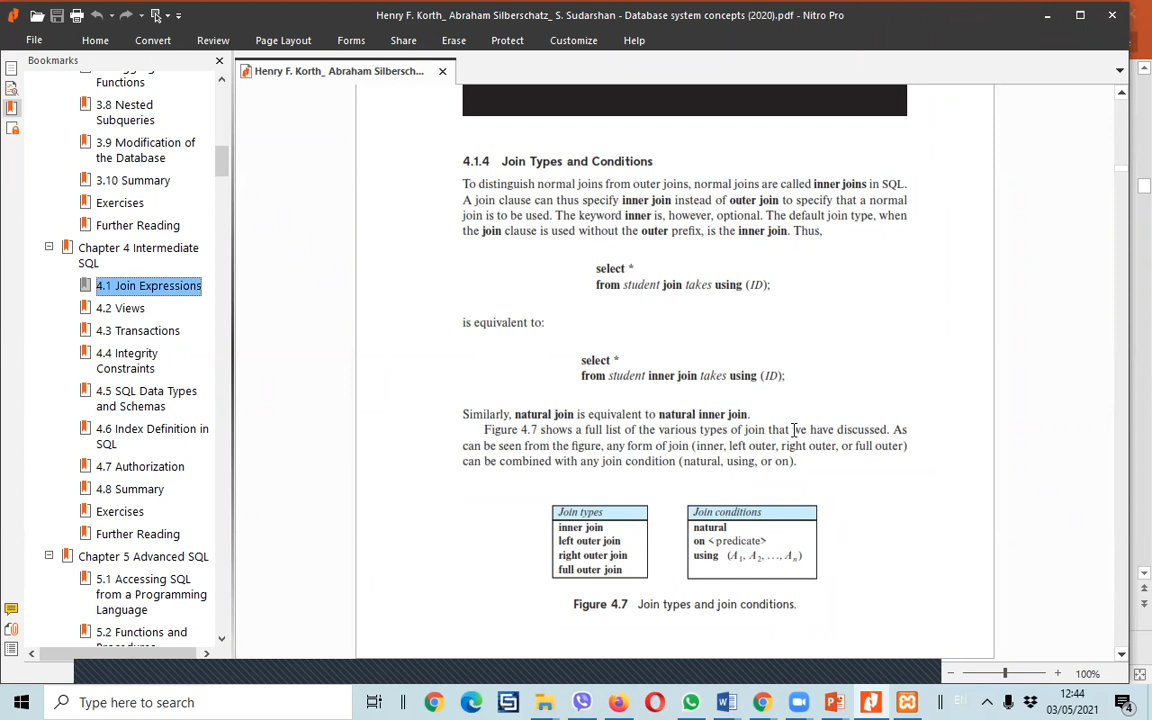 Henry F. Korth_ Abraham Silberschatz_ S. Sudarshan - Database system concepts (2020).pdf - Nitro Pro
File Home Convert Review Page Layout Forms Share Erase Protect Customize Help
Bookmarks
Henry F. Korth_ Abraham Silbersch...
Functions
3.8 Nested
Subqueries
3.9 Modification of
the Database
3.10 Summary
Exercises
Further Reading
Chapter 4 Intermediate
SQL
4.1 Join Expressions
4.2 Views
4.3 Transactions
4.4 Integrity
Constraints
4.5 SQL Data Types
and Schemas
4.6 Index Definition in
SQL
4.7 Authorization
4.8 Summary
Exercises
Further Reading
Chapter 5 Advanced SQL
5.1 Accessing SQL
from a Programming
Language
5.2 Functions and
4.1.4 Join Types and Conditions
To distinguish normal joins from outer joins, normal joins are called inner joins in SQL.
A join clause can thus specify inner join instead of outer join to specify that a normal
join is to be used. The keyword inner is, however, optional. The default join type, when
the join clause is used without the outer prefix, is the inner join. Thus,
select *
from student join takes using (ID);
is equivalent to:
select *
from student inner join takes using (ID);
Similarly, natural join is equivalent to natural inner join.
Figure 4.7 shows a full list of the various types of join that we have discussed. As
can be seen from the figure, any form of join (inner, left outer, right outer, or full outer)
can be combined with any join condition (natural, using, or on).
Join types
inner join
left outer join
right outer join
full outer join
Join conditions
natural
on < predicate>
using (A1, A2, ..., An)
Figure 4.7 Join types and join conditions.
100%
Type here to search
EN
12:44
03/05/2021
4